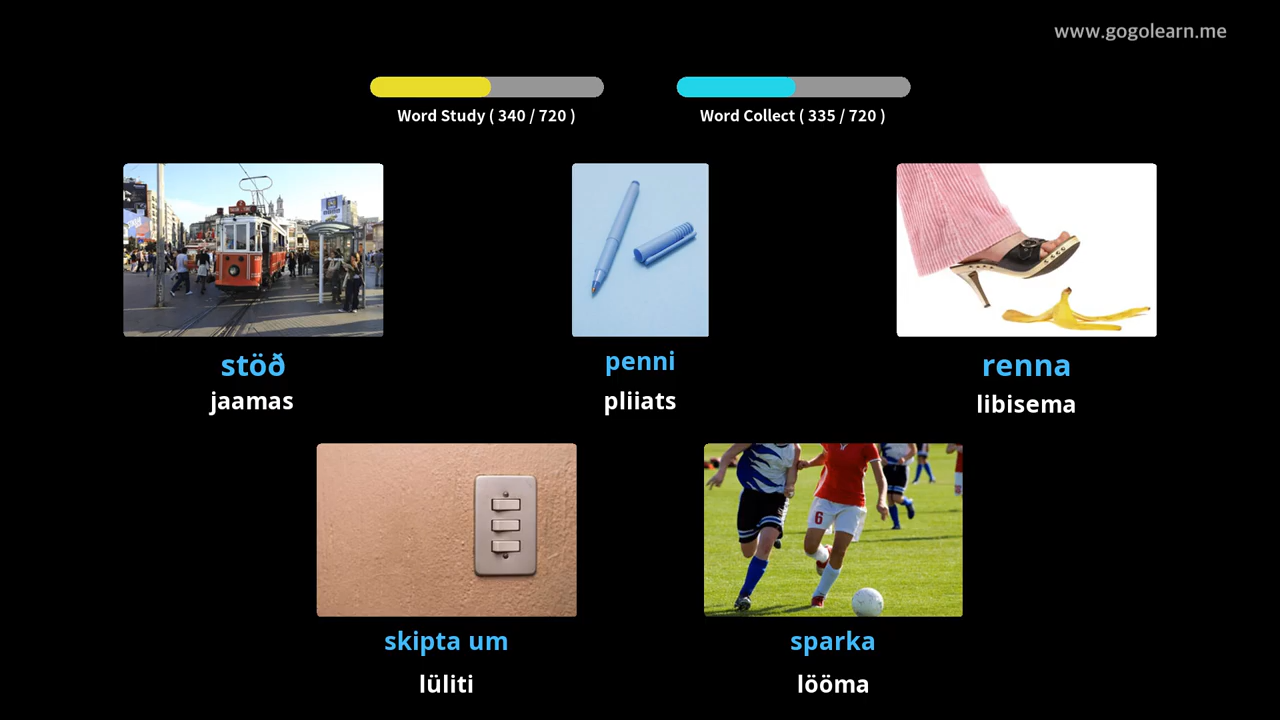 www.gogolearn.me
Word Study ( 340 / 720 )
Word Collect ( 335 / 720 )
stöð
jaamas
penni
pliiats
renna
libisema
skipta um
lüliti
sparka
lööma
6